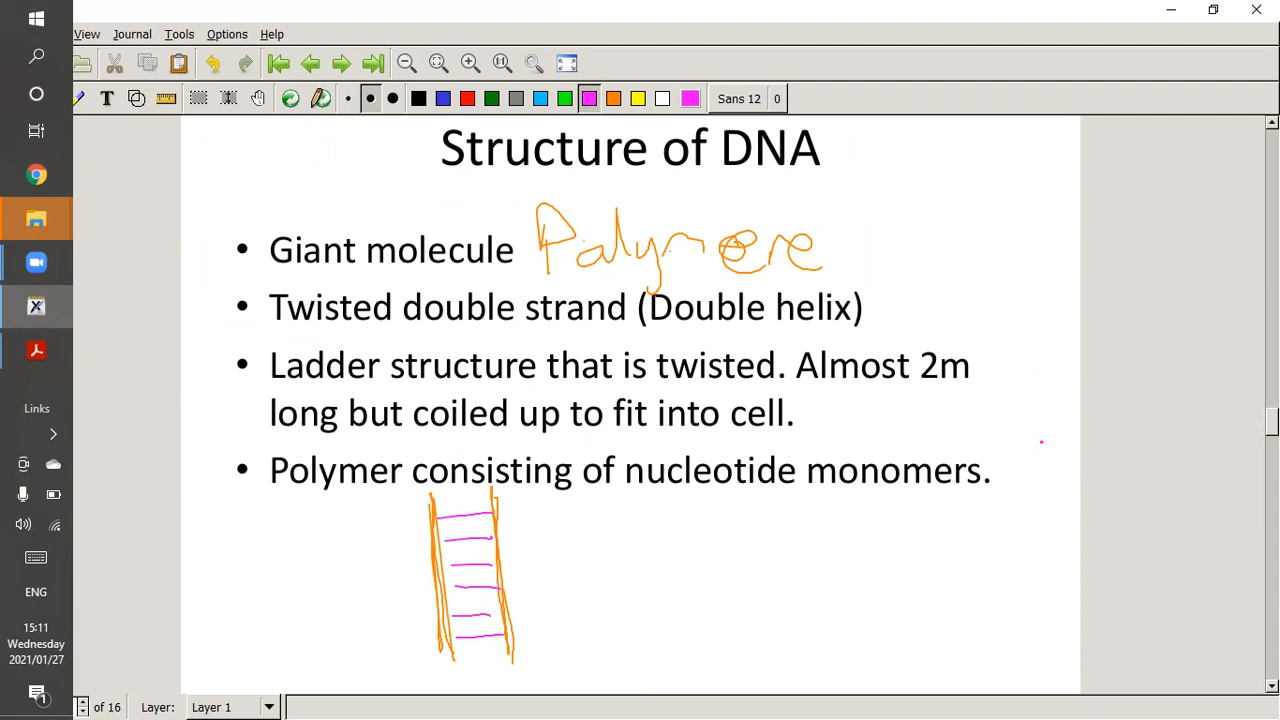 View Journal Tools Options Help
Sans 12 0
Structure of DNA
• Giant molecule Polymere
• Twisted double strand (Double helix)
• Ladder structure that is twisted. Almost 2m
long but coiled up to fit into cell.
• Polymer consisting of nucleotide monomers.
Links
ENG
15:11
Wednesday
2021/01/27
1
of 16 Layer: Layer 1